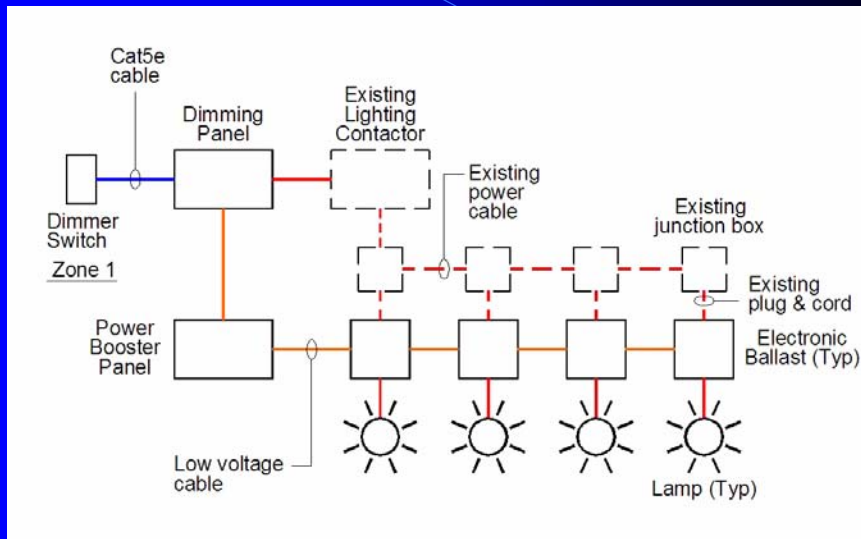 Cat5e
cable
Dimming
Panel
Existing
Lighting
Contactor
Dimmer
Switch
Zone 1
Existing
power
cable
Existing
junction box
Existing
plug & cord
Power
Booster
Panel
Electronic
Ballast (Typ)
Low voltage
cable
Lamp (Typ)